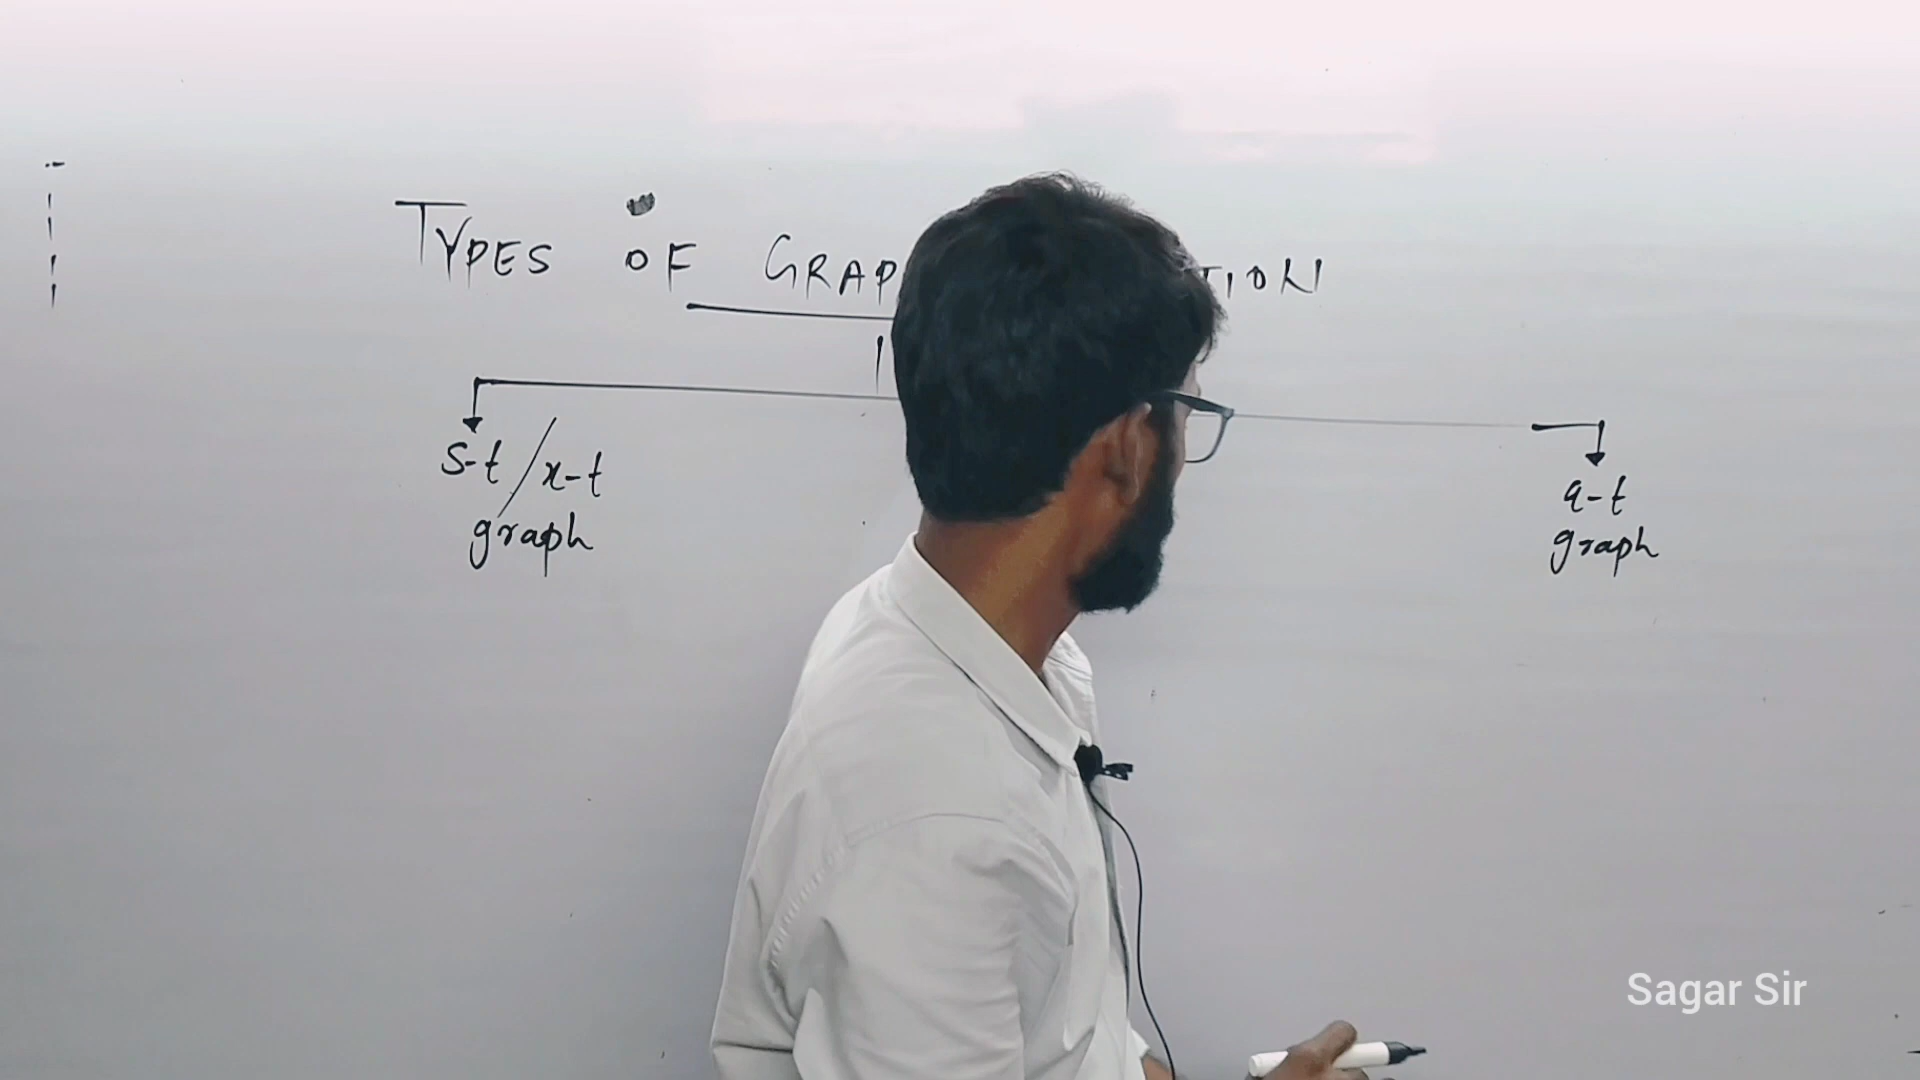 TYPES OF GRAP TION
s-t/x-t
graph
a-t
graph
Sagar Sir